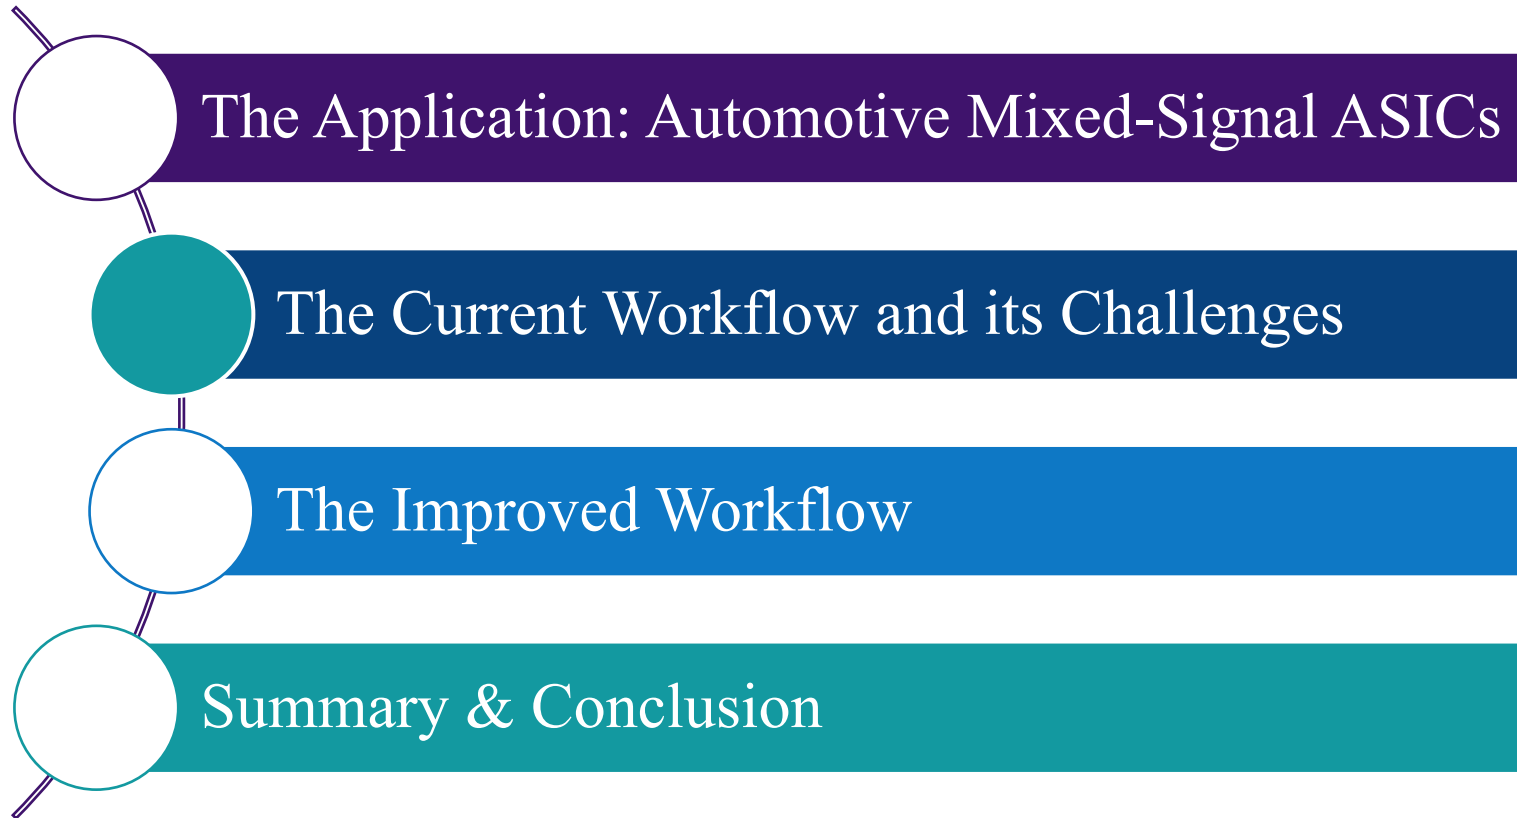 The Application: Automotive Mixed-Signal ASICs
The Current Workflow and its Challenges
The Improved Workflow
Summary & Conclusion